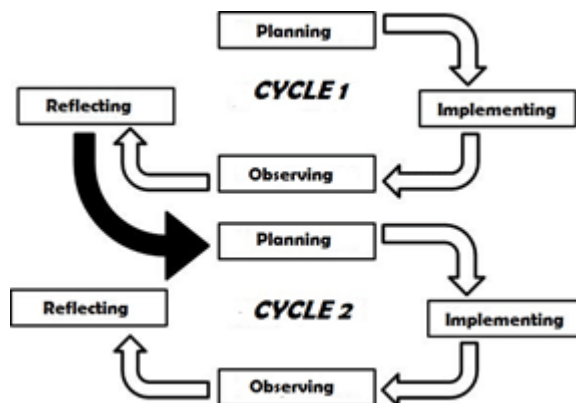 Planning
CYCLE 1
Reflecting
Implementing
Observing
Planning
CYCLE 2
Reflecting
Implementing
Observing